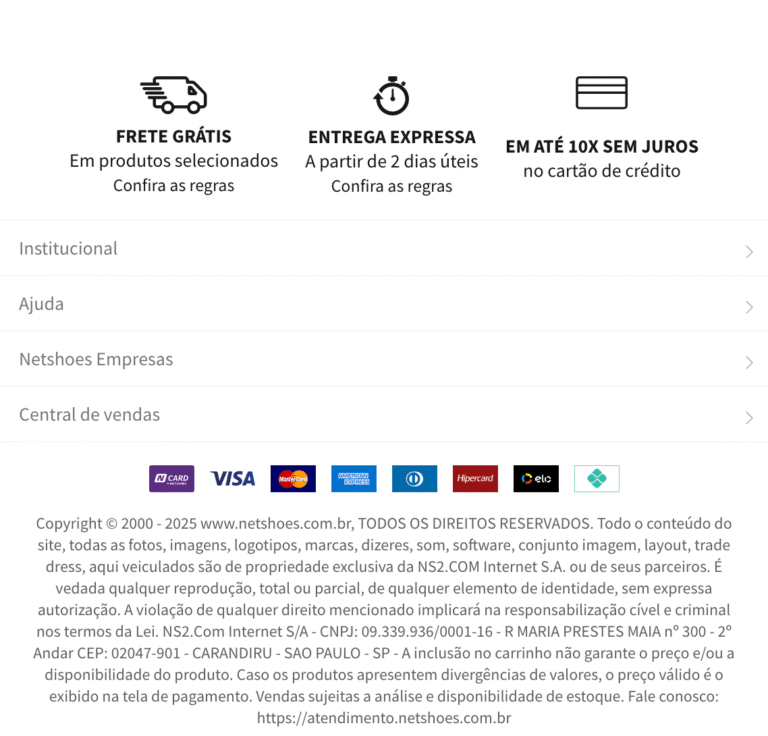 FRETE GRÁTIS
Em produtos selecionados
Confira as regras
ENTREGA EXPRESSA
A partir de 2 dias úteis
Confira as regras
EM ATÉ 10X SEM JUROS
no cartão de crédito
Institucional
Ajuda
Netshoes Empresas
Central de vendas
N CARD VISA MasterCard AMERICAN EXPRESS Hipercard elo
Copyright © 2000 - 2025 www.netshoes.com.br, TODOS OS DIREITOS RESERVADOS. Todo o conteúdo do
site, todas as fotos, imagens, logotipos, marcas, dizeres, som, software, conjunto imagem, layout, trade
dress, aqui veiculados são de propriedade exclusiva da NS2.COM Internet S.A. ou de seus parceiros. É
vedada qualquer reprodução, total ou parcial, de qualquer elemento de identidade, sem expressa
autorização. A violação de qualquer direito mencionado implicará na responsabilização cível e criminal
nos termos da Lei. NS2.Com Internet S/A - CNPJ: 09.339.936/0001-16 - R MARIA PRESTES MAIA nº 300 - 2º
Andar CEP: 02047-901 - CARANDIRU - SAO PAULO - SP - A inclusão no carrinho não garante o preço e/ou a
disponibilidade do produto. Caso os produtos apresentem divergências de valores, o preço válido é o
exibido na tela de pagamento. Vendas sujeitas a análise e disponibilidade de estoque. Fale conosco:
https://atendimento.netshoes.com.br